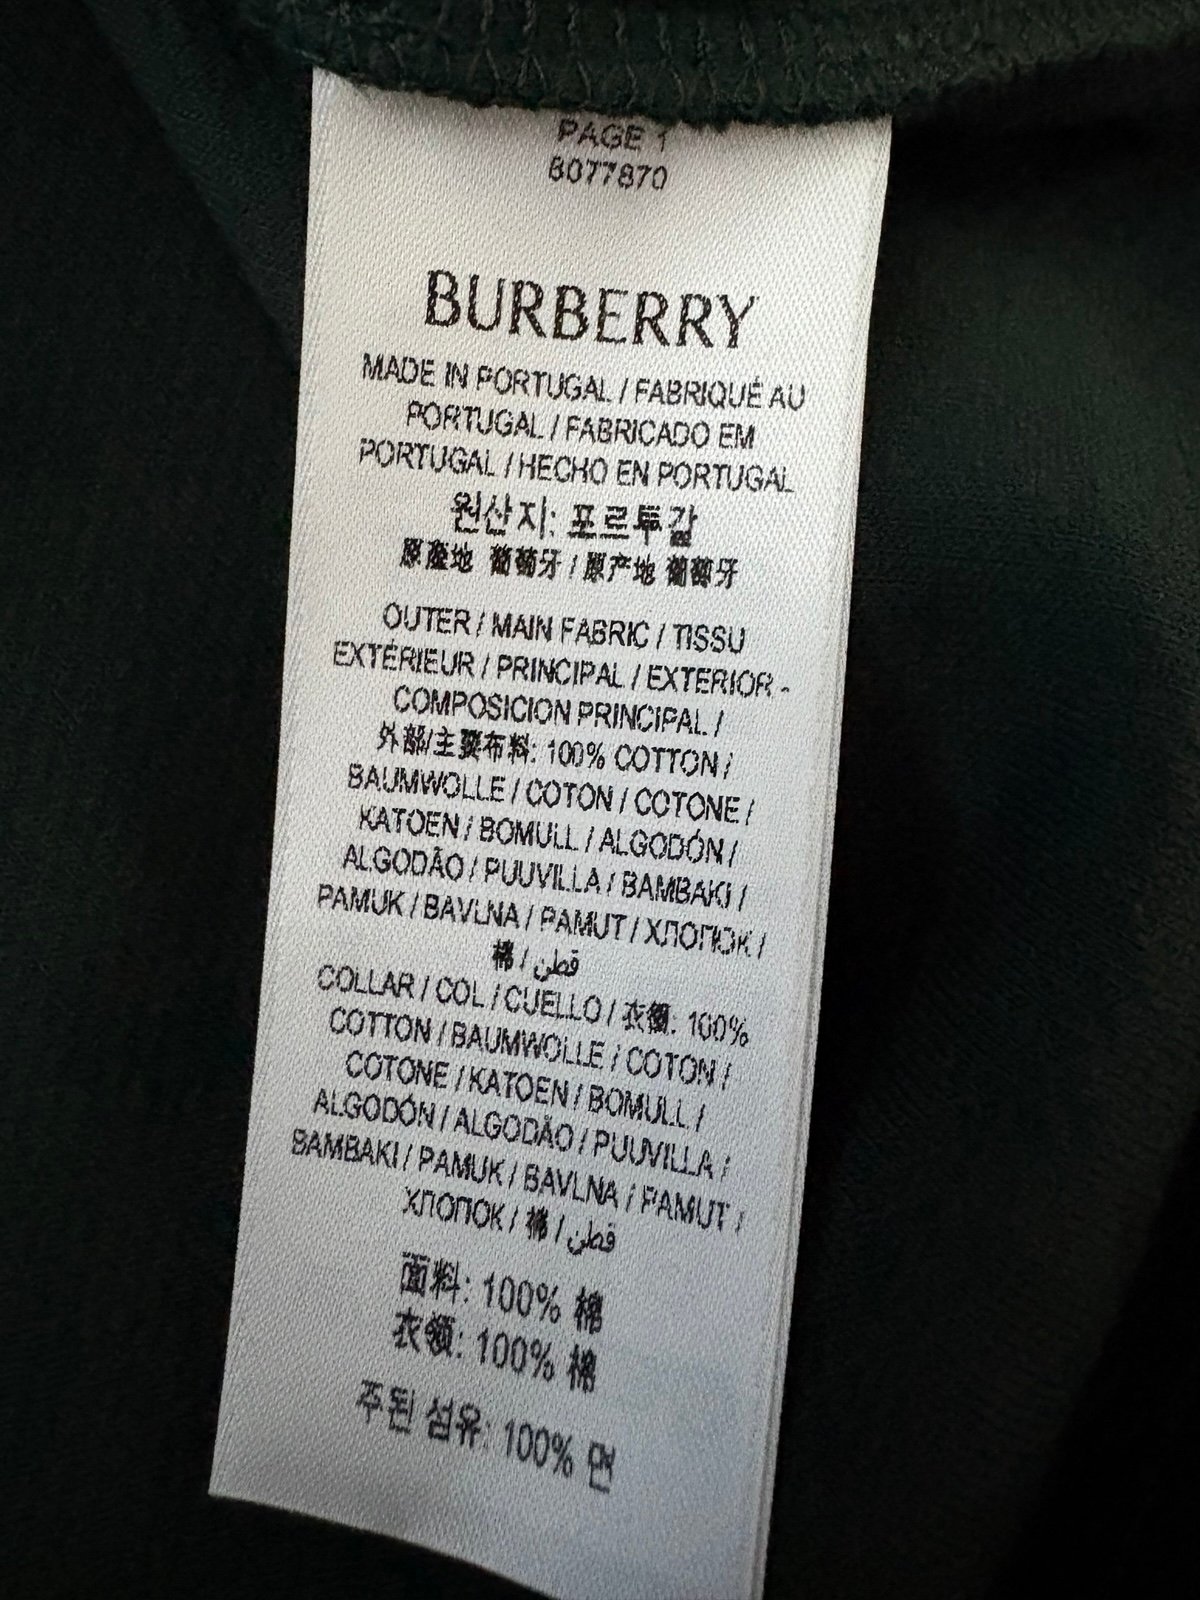 PAGE 1
8077870
BURBERRY
MADE IN PORTUGAL / FABRIQUÉ AU
PORTUGAL / FABRICADO EM
PORTUGAL / HECHO EN PORTUGAL
원산지: 포르투갈
原產地 葡萄牙 / 原产地 葡萄牙
OUTER / MAIN FABRIC / TISSU
EXTÉRIEUR / PRINCIPAL / EXTERIOR -
COMPOSICION PRINCIPAL /
外部/主要布料: 100% COTTON /
BAUMWOLLE / COTON / COTONE /
KATOEN / BOMULL / ALGODÓN /
ALGODÃO / PUUVILLA / BAMBAKI /
PAMUK / BAVLNA / PAMUT / ХЛОПОК /
棉 / قطن
COLLAR / COL / CUELLO / 衣領: 100%
COTTON / BAUMWOLLE / COTON /
COTONE / KATOEN / BOMULL /
ALGODÓN / ALGODÃO / PUUVILLA /
BAMBAKI / PAMUK / BAVLNA / PAMUT /
ХЛОПОК / 棉 / قطن
面料: 100% 棉
衣领: 100% 棉
주된 섬유: 100% 면